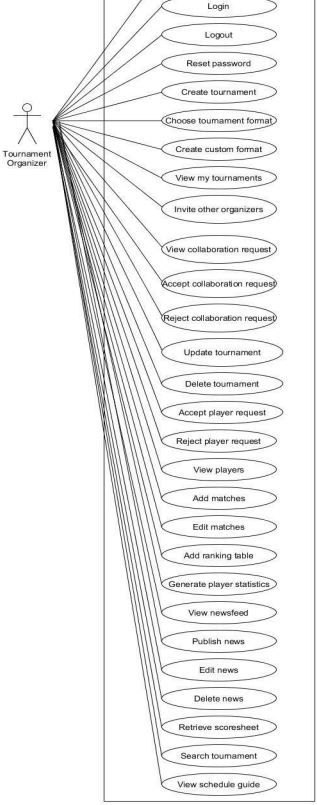 Login
Logout
Reset password
Create tournament
Choose tournament format
Create custom format
Tournament
Organizer
View my tournaments
Invite other organizers
View collaboration request
Accept collaboration request
Reject collaboration request
Update tournament
Delete tournament
Accept player request
Reject player request
View players
Add matches
Edit matches
Add ranking table
Generate player statistics
View newsfeed
Publish news
Edit news
Delete news
Retrieve scoresheet
Search tournament
View schedule guide